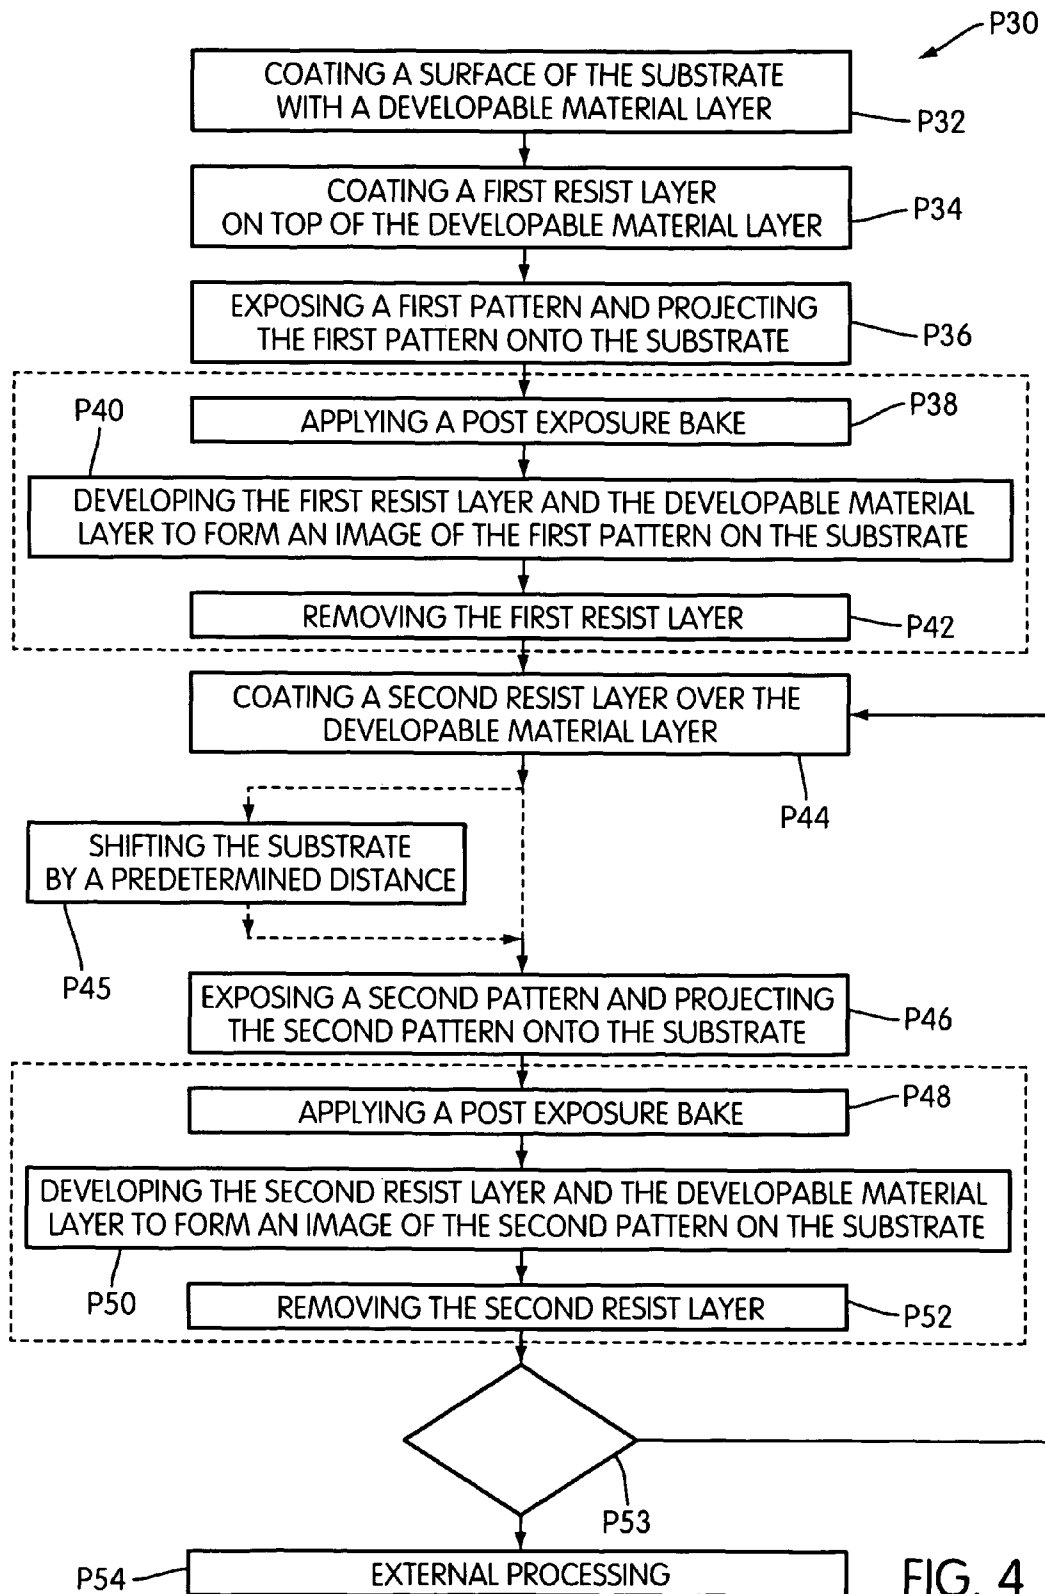 P30
COATING A SURFACE OF THE SUBSTRATE
WITH A DEVELOPABLE MATERIAL LAYER
P32
COATING A FIRST RESIST LAYER
ON TOP OF THE DEVELOPABLE MATERIAL LAYER
P34
EXPOSING A FIRST PATTERN AND PROJECTING
THE FIRST PATTERN ONTO THE SUBSTRATE
P36
P40
APPLYING A POST EXPOSURE BAKE
P38
DEVELOPING THE FIRST RESIST LAYER AND THE DEVELOPABLE MATERIAL
LAYER TO FORM AN IMAGE OF THE FIRST PATTERN ON THE SUBSTRATE
REMOVING THE FIRST RESIST LAYER
P42
COATING A SECOND RESIST LAYER OVER THE
DEVELOPABLE MATERIAL LAYER
P44
SHIFTING THE SUBSTRATE
BY A PREDETERMINED DISTANCE
P45
EXPOSING A SECOND PATTERN AND PROJECTING
THE SECOND PATTERN ONTO THE SUBSTRATE
P46
APPLYING A POST EXPOSURE BAKE
P48
DEVELOPING THE SECOND RESIST LAYER AND THE DEVELOPABLE MATERIAL
LAYER TO FORM AN IMAGE OF THE SECOND PATTERN ON THE SUBSTRATE
P50
REMOVING THE SECOND RESIST LAYER
P52
P53
P54
EXTERNAL PROCESSING
FIG. 4